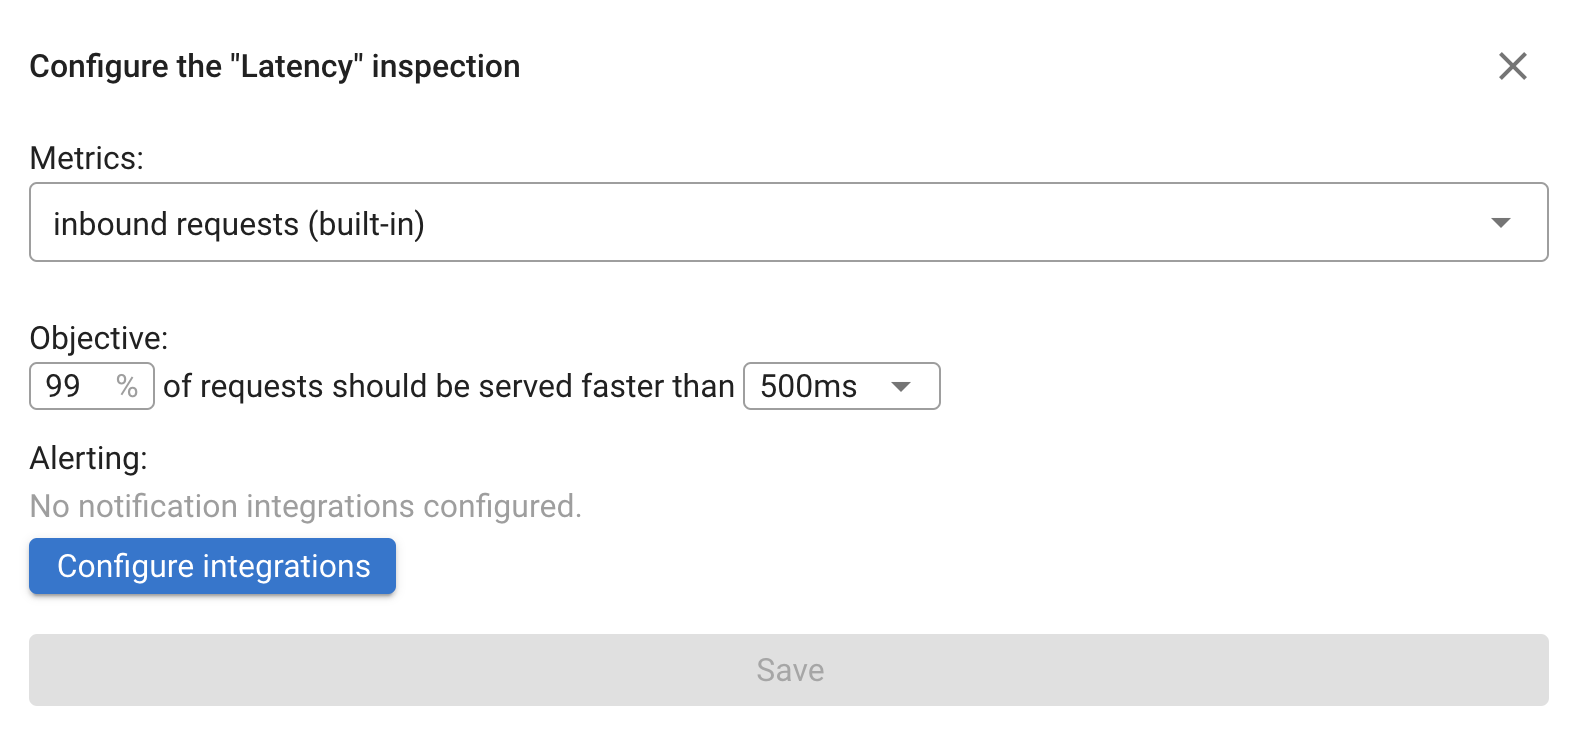 Configure the "Latency" inspection
Metrics:
inbound requests (built-in)
Objective:
99 % of requests should be served faster than 500ms
Alerting:
No notification integrations configured.
Configure integrations
Save